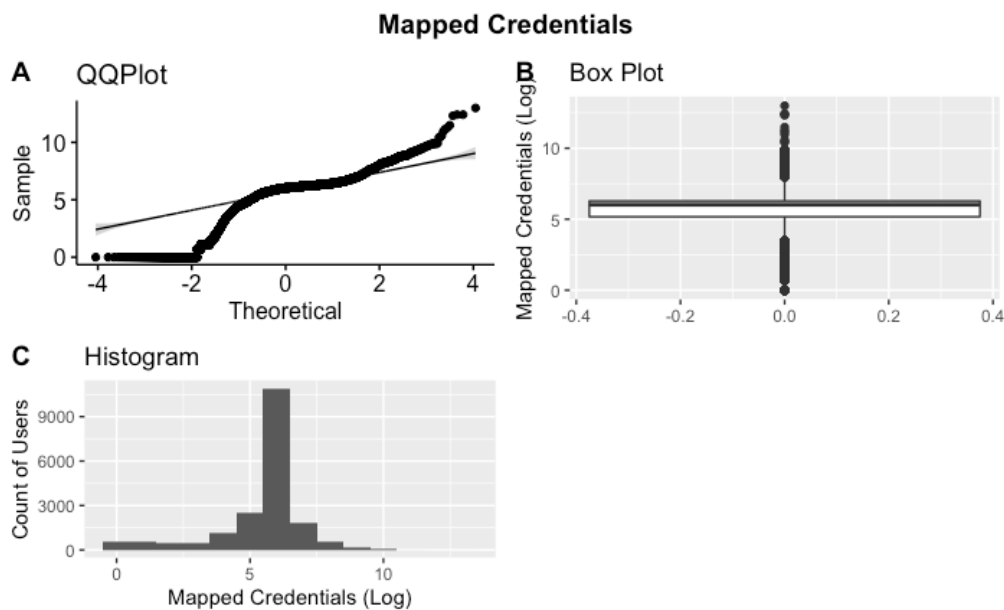 Mapped Credentials
A
QQPlot
Sample
10
5
0
-4
-2
0
2
4
Theoretical
B
Box Plot
Mapped Credentials (Log)
10
5
0
-0.4
-0.2
0.0
0.2
0.4
C
Histogram
Count of Users
9000
6000
3000
0
0
5
10
Mapped Credentials (Log)